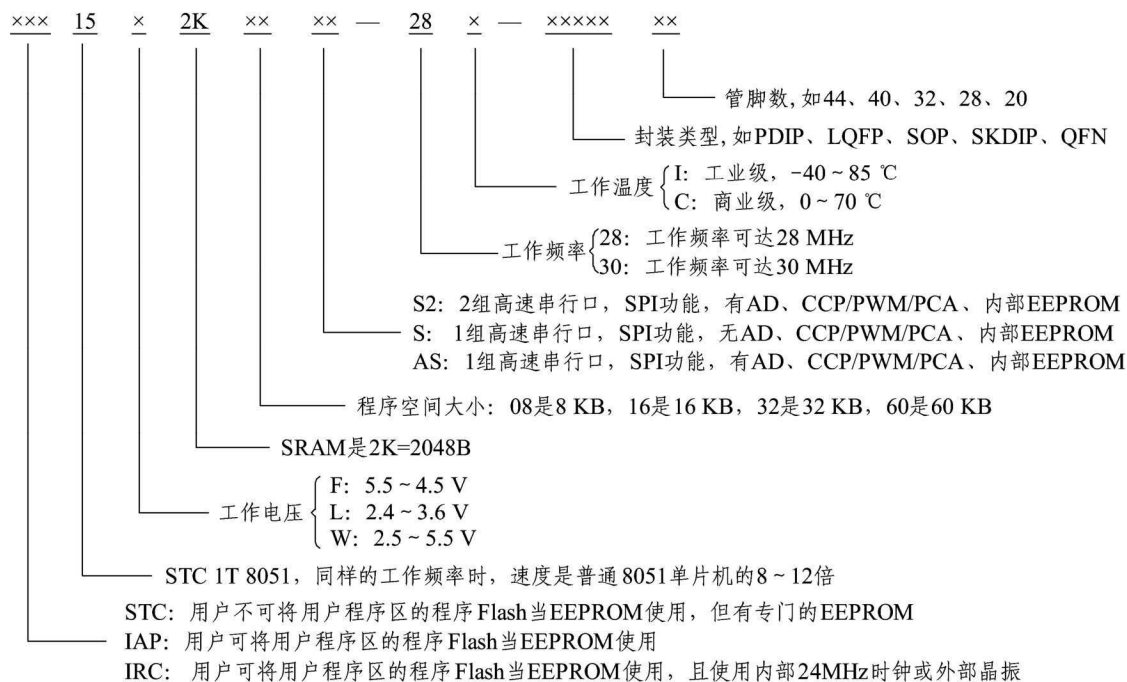 ××× 15 × 2K ×× ×× — 28 × — ××××× ××
管脚数,如44、40、32、28、20
封装类型,如PDIP、LQFP、SOP、SKDIP、QFN
工作温度 I: 工业级, -40~85 ℃
C: 商业级, 0~70 ℃
工作频率 28: 工作频率可达28 MHz
30: 工作频率可达30 MHz
S2: 2组高速串行口, SPI功能, 有AD、CCP/PWM/PCA、内部EEPROM
S: 1组高速串行口, SPI功能, 无AD、CCP/PWM/PCA、内部EEPROM
AS: 1组高速串行口, SPI功能, 有AD、CCP/PWM/PCA、内部EEPROM
程序空间大小: 08是8 KB, 16是16 KB, 32是32 KB, 60是60 KB
SRAM是2K=2048B
工作电压 F: 5.5~4.5 V
L: 2.4~3.6 V
W: 2.5~5.5 V
STC 1T 8051, 同样的工作频率时, 速度是普通8051单片机的8~12倍
STC: 用户不可将用户程序区的程序Flash当EEPROM使用, 但有专门的EEPROM
IAP: 用户可将用户程序区的程序Flash当EEPROM使用
IRC: 用户可将用户程序区的程序Flash当EEPROM使用, 且使用内部24MHz时钟或外部晶振